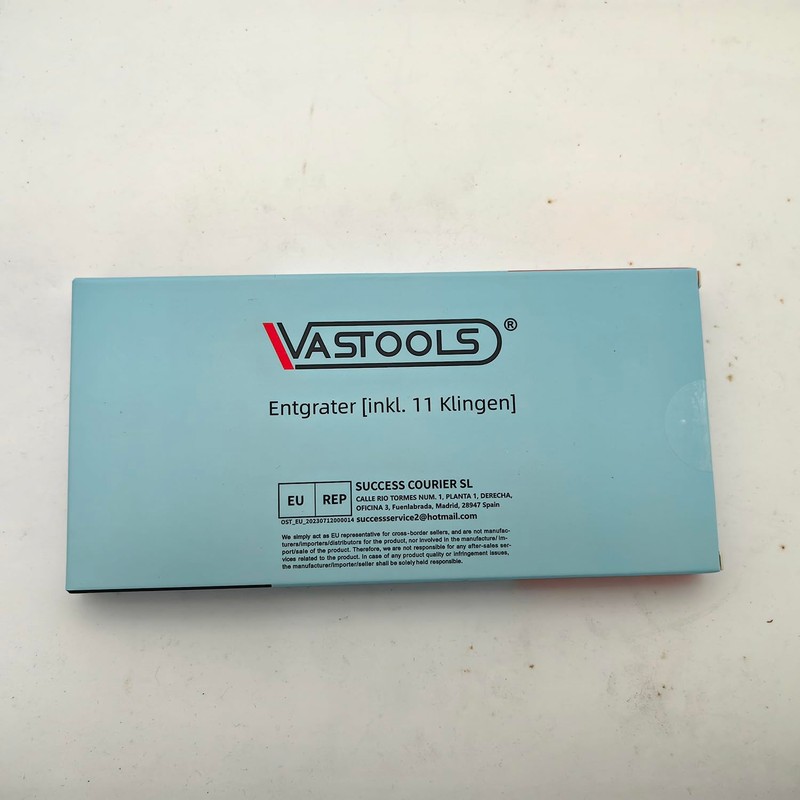 VASTOOLS®
Entgrater [inkl. 11 Klingen]
EU REP
SUCCESS COURIER SL
CALLE RIO TORMES NUM. 1, PLANTA 1, DERECHA,
OFICINA 3, Fuenlabrada, Madrid, 28947 Spain
OST_EU_20230712000014 successservice2@hotmail.com
We simply act as EU representative for cross-border sellers, and are not manufac-
turers/importers/distributors for the product, nor involved in the manufacture/ im-
port/sale of the product. Therefore, we are not responsible for any after-sales ser-
vices related to the product. In case of any product quality or infringement issues,
the manufacturer/importer/seller shall be solely held responsible.